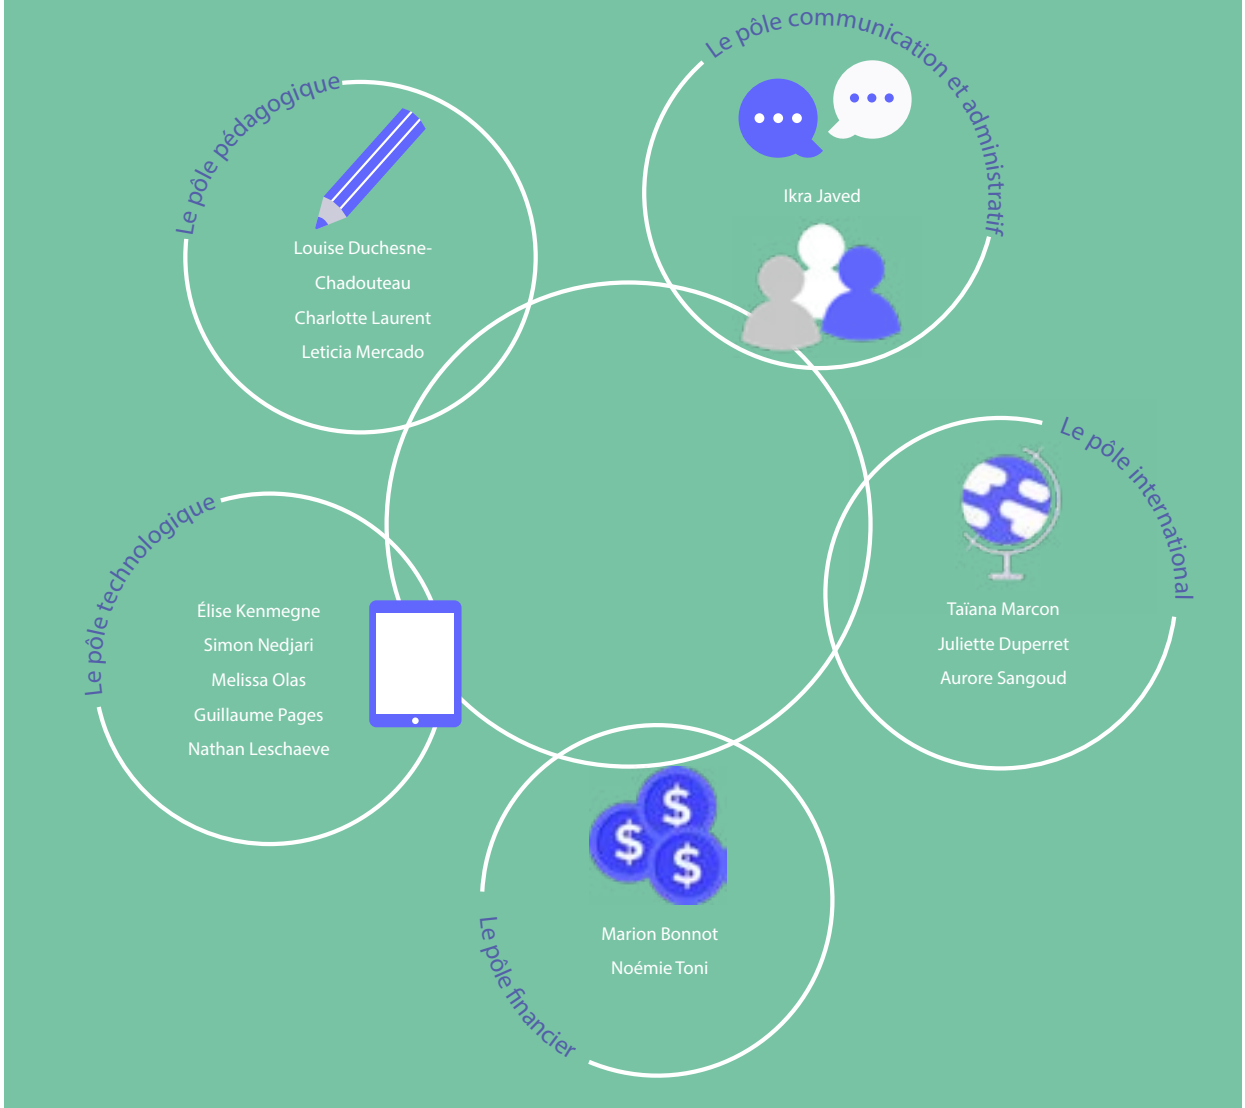 Le pôle pédagogique
Louise Duchesne-
Chadouteau
Charlotte Laurent
Leticia Mercado
Le pôle communication et administratif
Ikra Javed
Le pôle international
Taïana Marcon
Juliette Duperret
Aurore Sangoud
Le pôle technologique
Élise Kenmegne
Simon Nedjari
Melissa Olas
Guillaume Pages
Nathan Leschaeve
$
$
$
Marion Bonnot
Noémie Toni
Le pôle financier